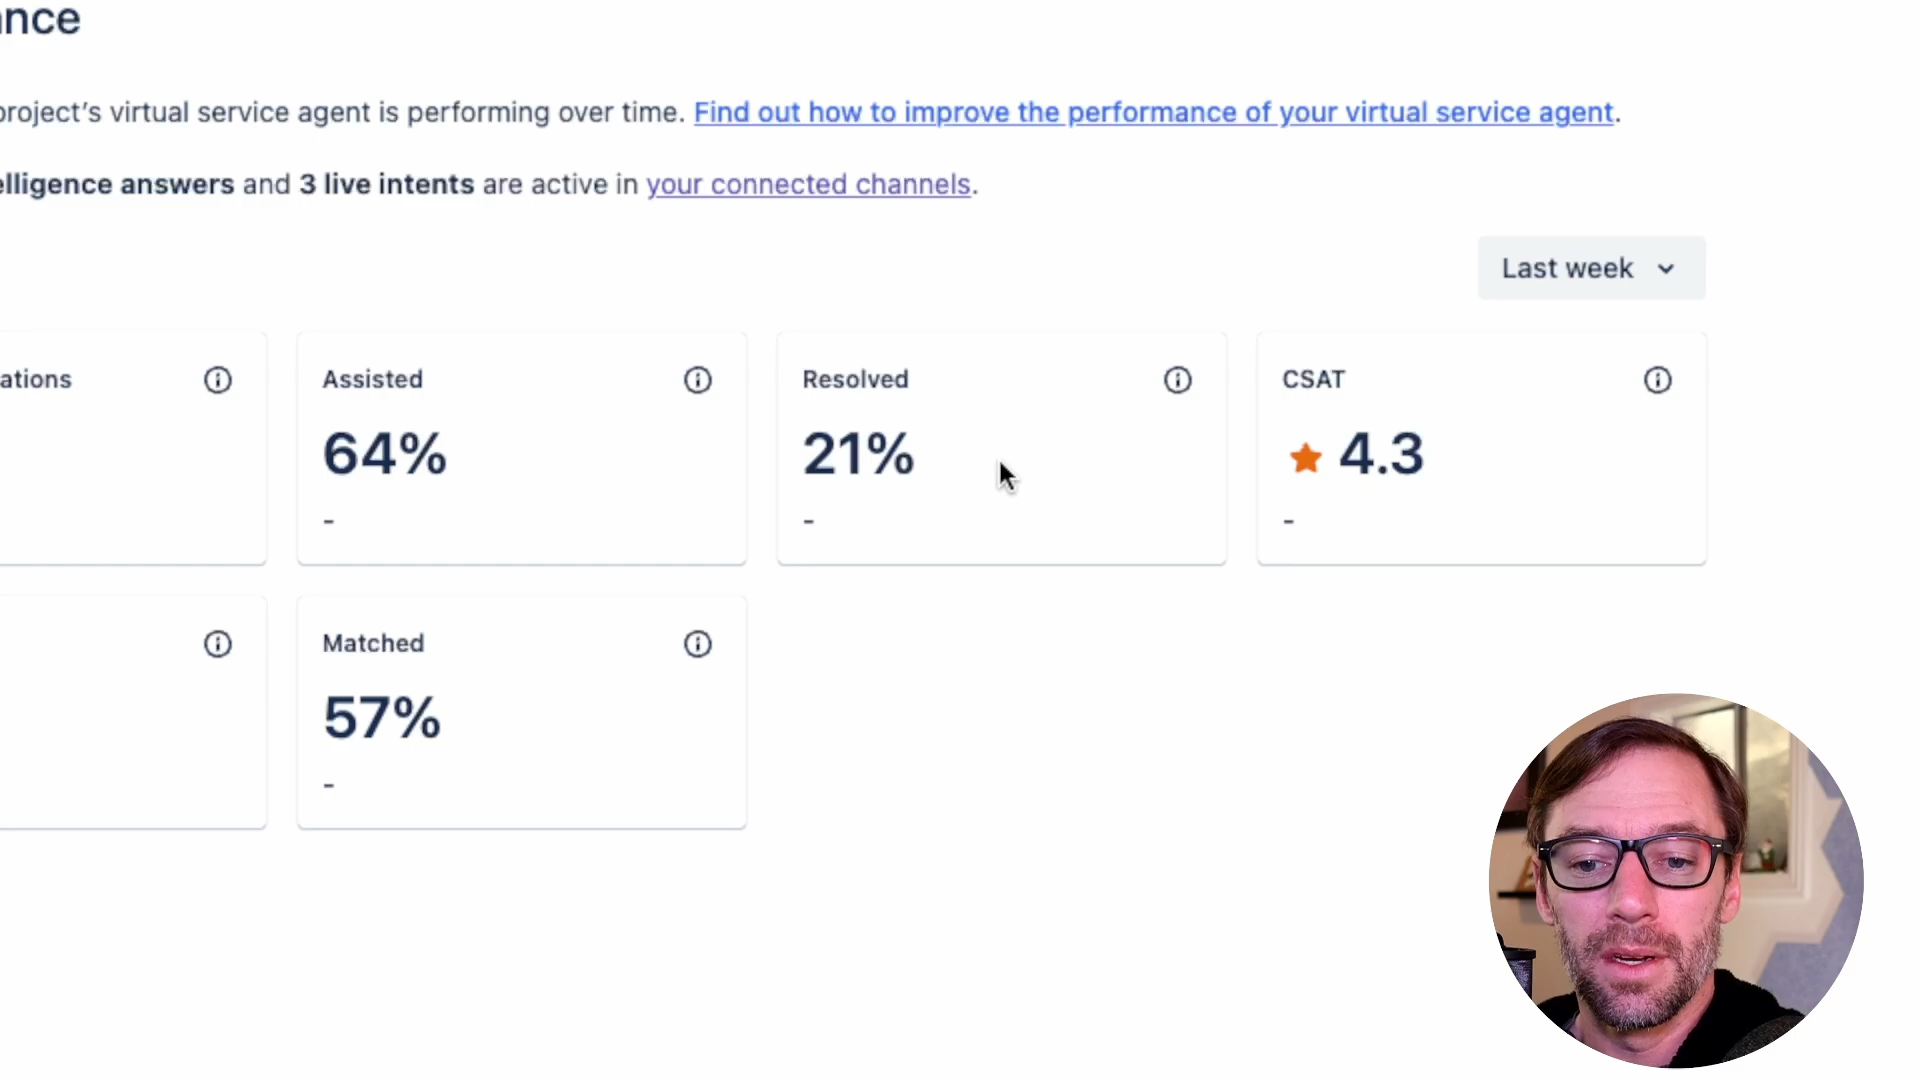 ance
project's virtual service agent is performing over time. Find out how to improve the performance of your virtual service agent.
elligence answers and 3 live intents are active in your connected channels.
Last week
ations
Assisted
64%
-
Resolved
21%
-
CSAT
4.3
-
Matched
57%
-